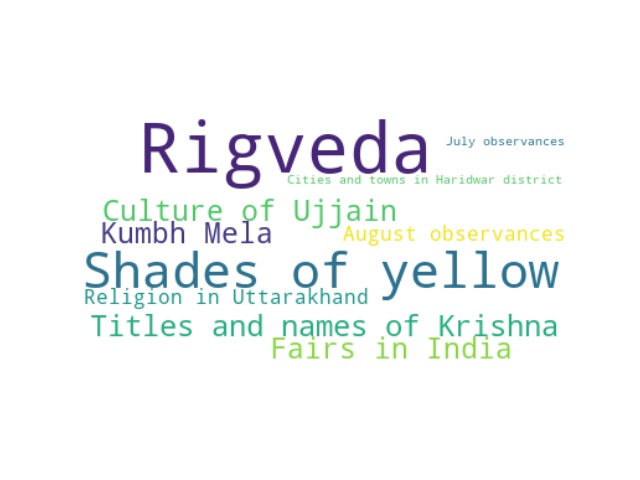 Rigveda
July observances
Cities and towns in Haridwar district
Culture of Ujjain
Kumbh Mela
August observances
Shades of yellow
Religion in Uttarakhand
Titles and names of Krishna
Fairs in India